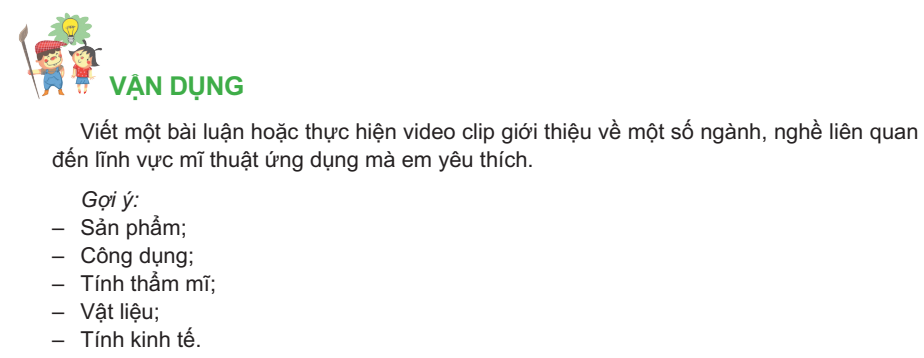 VẬN DỤNG
Viết một bài luận hoặc thực hiện video clip giới thiệu về một số ngành, nghề liên quan
đến lĩnh vực mĩ thuật ứng dụng mà em yêu thích.
Gợi ý:
– Sản phẩm;
– Công dụng;
– Tính thẩm mĩ;
– Vật liệu;
– Tính kinh tế.